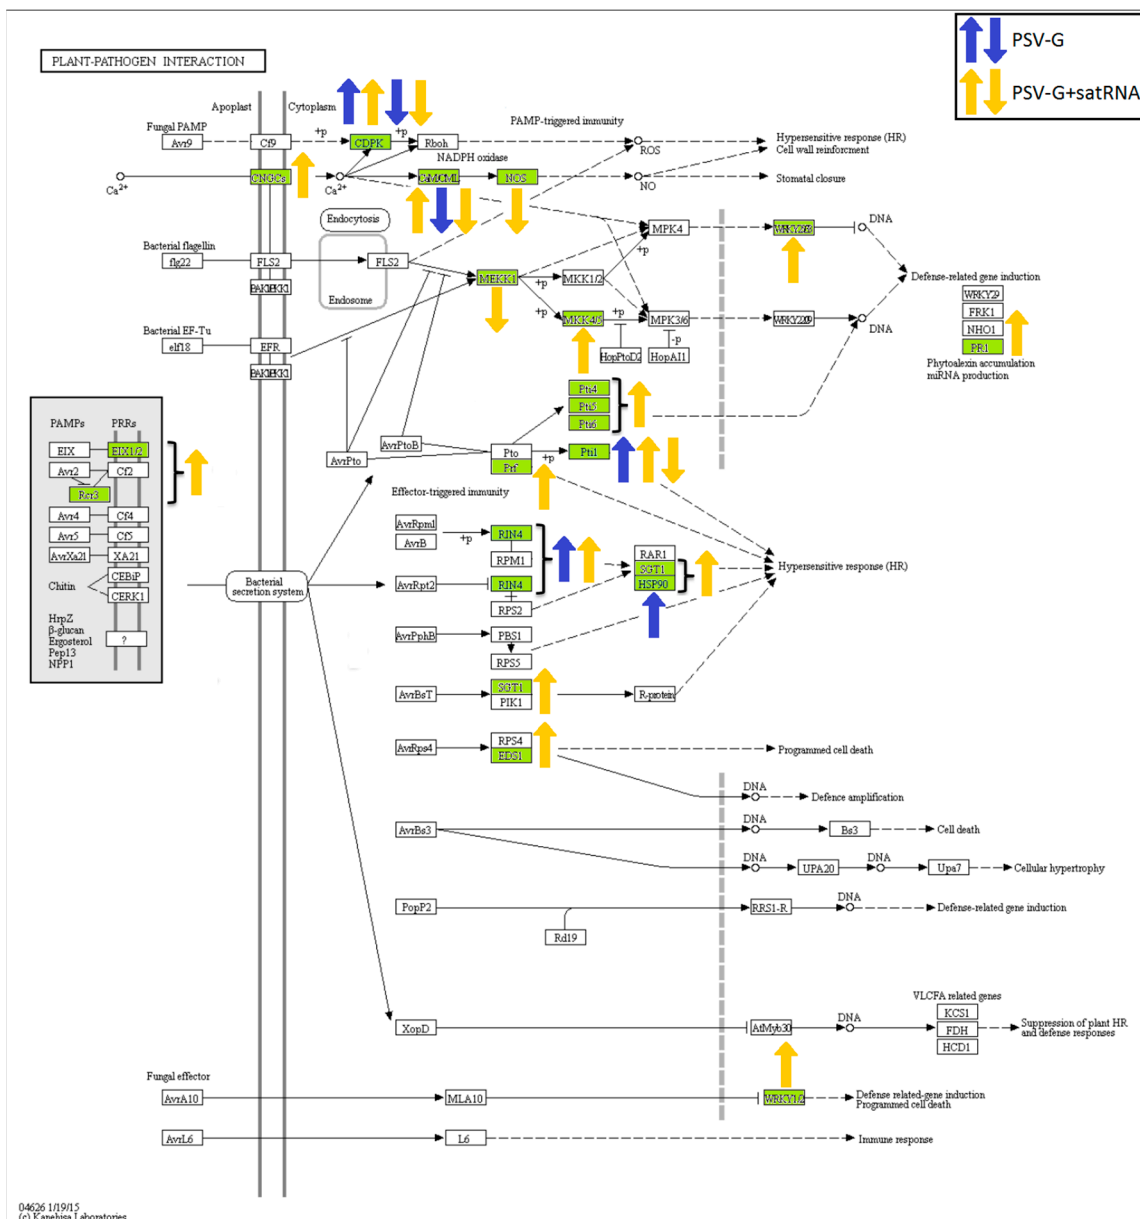 PSV-G
PSV-G+satRNA
PLANT-PATHOGEN INTERACTION
Apoplast
Cytoplasm
Fungal PAMP
Avr9
Cf9
+p
CDPK
+p
Rboh
PAMP-triggered immunity
ROS
Hypersensitive response (HR)
Cell wall reinforcment
NADPH oxidase
Ca2+
CNGCs
Ca2+
CaMCML
NOS
NO
Stomatal closure
Endocytosis
MPK4
DNA
Bacterial flagellin
flg22
FLS2
FLS2
+p
Defense-related gene induction
MEKK1
+p
MKK1/2
WRKY29
Endosome
FRK1
+p
MKK4/5
+p
MPK3/6
DNA
NHO1
Bacterial EF-Tu
elf18
EFR
-p
PR1
HopPtoD2
HopAI1
Phytoalexin accumulation
miRNA production
Pti4
Pti5
Pti6
PAMPs
PRRs
EIX
EIX1/2
AvrPtoB
AvrPto
Pto
Prf
+p
Pti1
Avr2
Cf2
Rcr3
Effector-triggered immunity
Avr4
Cf4
Avr5
Cf5
AvrXa21
XA21
Chitin
CEBiP
CERK1
AvrRpm1
AvrB
+p
RIN4
RPM1
RAR1
SGT1
HSP90
Hypersensitive response (HR)
Bacterial
secretion system
AvrRpt2
RIN4
RPS2
HrpZ
β-glucan
Ergosterol
Pep13
NPP1
?
AvrPphB
PBS1
RPS5
AvrBsT
SGT1
PIK1
R-protein
AvrRps4
RPS4
EDS1
Programmed cell death
DNA
Defence amplification
AvrBs3
DNA
Bs3
Cell death
DNA
UPA20
DNA
Upa7
Cellular hypertrophy
PopP2
RRS1-R
DNA
Defense-related gene induction
Rd19
VLCFA related genes
KCS1
XopD
AtMyb30
DNA
FDH
HCD1
Suppression of plant HR
and defense responses
Fungal effector
AvrA10
MLA10
WRKY1/2
Defense related-gene induction
Programmed cell death
AvrL6
L6
Immune response
04626 1/19/15
(c) Kanehisa Laboratories